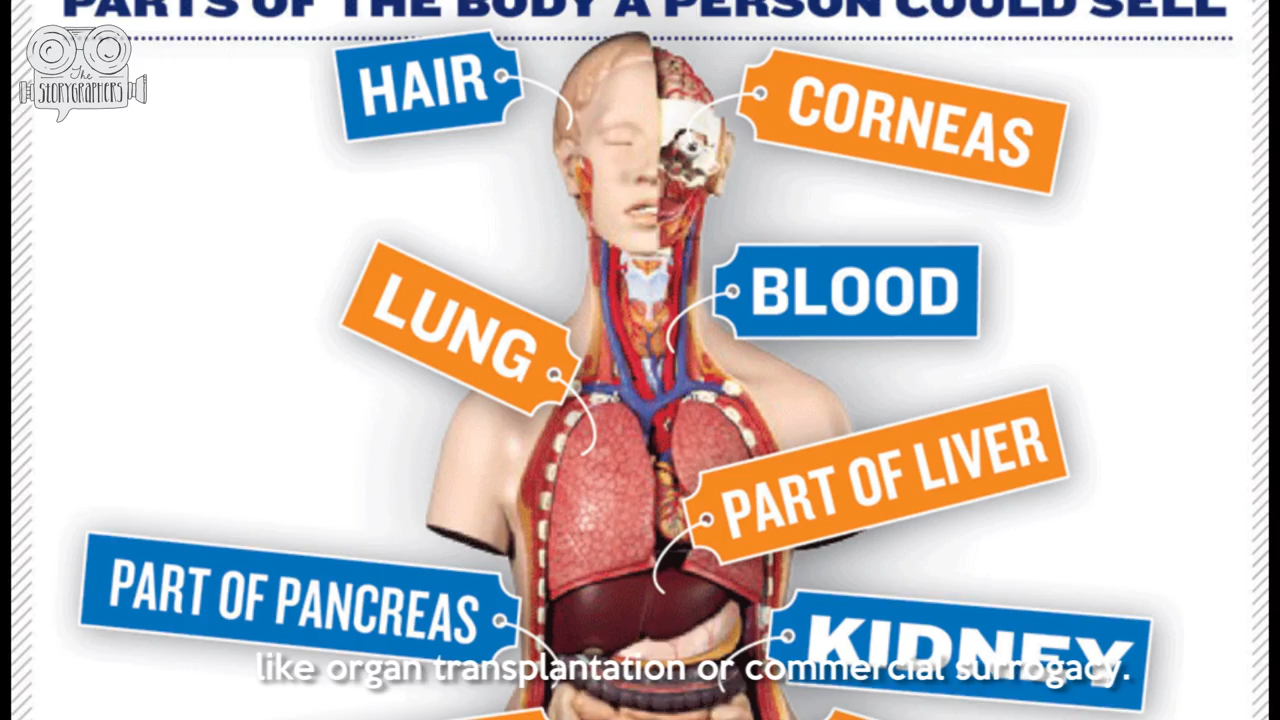 PARTS OF THE BODY A PERSON COULD SELL
The
STORYGRAPHERS
HAIR
CORNEAS
LUNG
BLOOD
PART OF LIVER
PART OF PANCREAS
KIDNEY
like organ transplantation or commercial surrogacy.